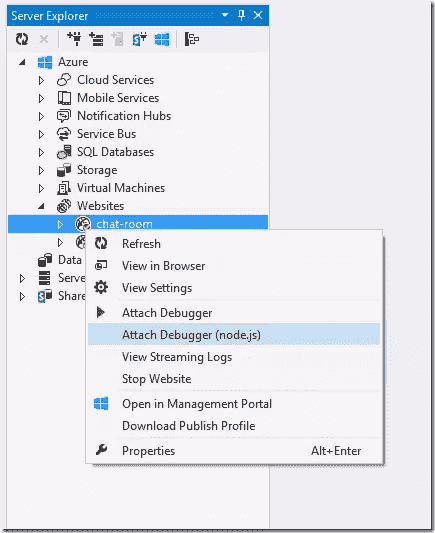 Server Explorer
Azure
Cloud Services
Mobile Services
Notification Hubs
Service Bus
SQL Databases
Storage
Virtual Machines
Websites
chat-room
Refresh
View in Browser
View Settings
Attach Debugger
Attach Debugger (node.js)
View Streaming Logs
Stop Website
Open in Management Portal
Download Publish Profile
Properties Alt+Enter
Data
Serve
Share